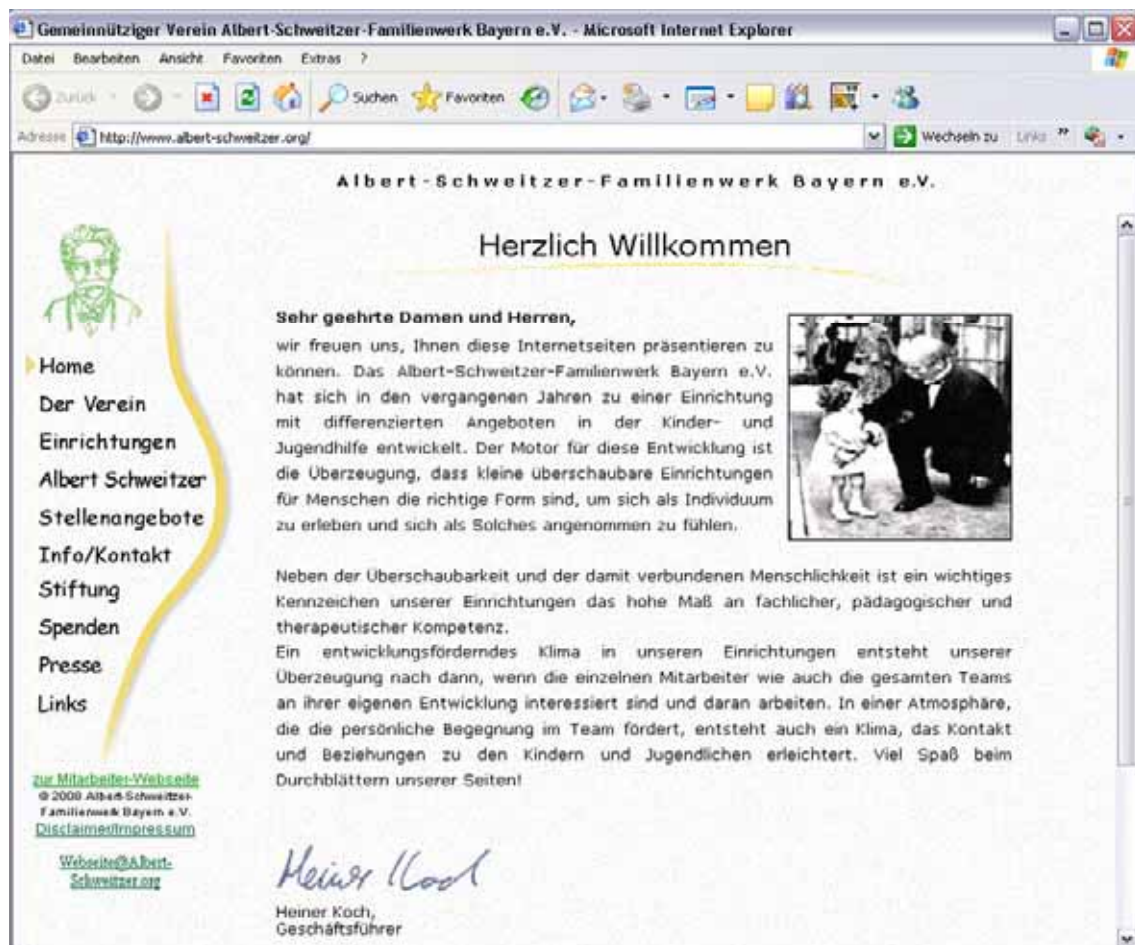 Gemeinnütziger Verein Albert-Schweitzer-Familienwerk Bayern e.V. - Microsoft Internet Explorer
Datei Bearbeiten Ansicht Favoriten Extras ?
Zurück Suchen Favoriten
Adresse http://www.albert-schweitzer.org/ Wechseln zu Links »
Albert-Schweitzer-Familienwerk Bayern e.V.
Herzlich Willkommen
Home
Der Verein
Einrichtungen
Albert Schweitzer
Stellenangebote
Info/Kontakt
Stiftung
Spenden
Presse
Links
zur Mitarbeiter-Webseite
© 2008 Albert-Schweitzer-
Familienwerk Bayern e.V.
Disclaimer/Impressum
Webseite@Albert-
Schweitzer.org
Sehr geehrte Damen und Herren,
wir freuen uns, Ihnen diese Internetseiten präsentieren zu
können. Das Albert-Schweitzer-Familienwerk Bayern e.V.
hat sich in den vergangenen Jahren zu einer Einrichtung
mit differenzierten Angeboten in der Kinder- und
Jugendhilfe entwickelt. Der Motor für diese Entwicklung ist
die Überzeugung, dass kleine überschaubare Einrichtungen
für Menschen die richtige Form sind, um sich als Individuum
zu erleben und sich als Solches angenommen zu fühlen.
Neben der Überschaubarkeit und der damit verbundenen Menschlichkeit ist ein wichtiges
Kennzeichen unserer Einrichtungen das hohe Maß an fachlicher, pädagogischer und
therapeutischer Kompetenz.
Ein entwicklungsförderndes Klima in unseren Einrichtungen entsteht unserer
Überzeugung nach dann, wenn die einzelnen Mitarbeiter wie auch die gesamten Teams
an ihrer eigenen Entwicklung interessiert sind und daran arbeiten. In einer Atmosphäre,
die die persönliche Begegnung im Team fördert, entsteht auch ein Klima, das Kontakt
und Beziehungen zu den Kindern und Jugendlichen erleichtert. Viel Spaß beim
Durchblättern unserer Seiten!
Heiner Koch
Heiner Koch,
Geschäftsführer